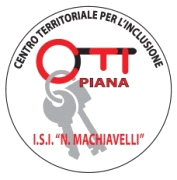 CENTRO TERRITORIALE PER L'INCLUSIONE
CTI
PIANA
I.S.I. "N. MACHIAVELLI"